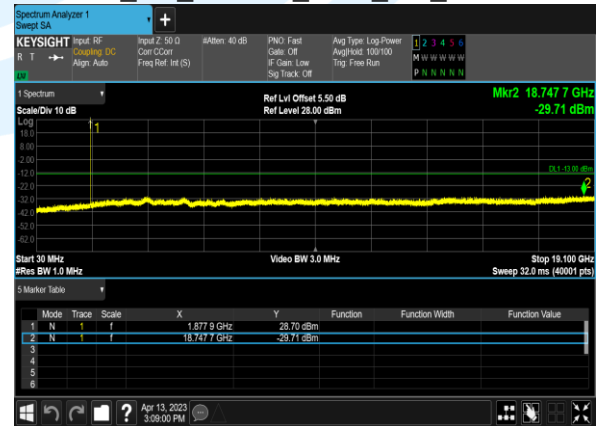 Spectrum Analyzer 1
Swept SA
KEYSIGHT
R T
LV
Input: RF
Coupling: DC
Align: Auto
Input Z: 50 Ω
Corr CCorr
Freq Ref: Int (S)
#Atten: 40 dB
PNO: Fast
Gate: Off
IF Gain: Low
Sig Track: Off
Avg Type: Log-Power
Avg|Hold: 100/100
Trig: Free Run
1 2 3 4 5 6
M W W W W W
P N N N N N
1 Spectrum
Scale/Div 10 dB
Ref Lvl Offset 5.50 dB
Ref Level 28.00 dBm
Mkr2 18.747 7 GHz
-29.71 dBm
Log
18.0
8.00
-2.00
-12.0
-22.0
-32.0
-42.0
-52.0
-62.0
1
DL1 -13.00 dBm
2
Start 30 MHz
#Res BW 1.0 MHz
Video BW 3.0 MHz
Stop 19.100 GHz
Sweep 32.0 ms (40001 pts)
5 Marker Table
Mode Trace Scale X Y Function Function Width Function Value
1 N 1 f 1.877 9 GHz 28.70 dBm
2 N 1 f 18.747 7 GHz -29.71 dBm
3
4
5
6
?
Apr 13, 2023
3:09:00 PM